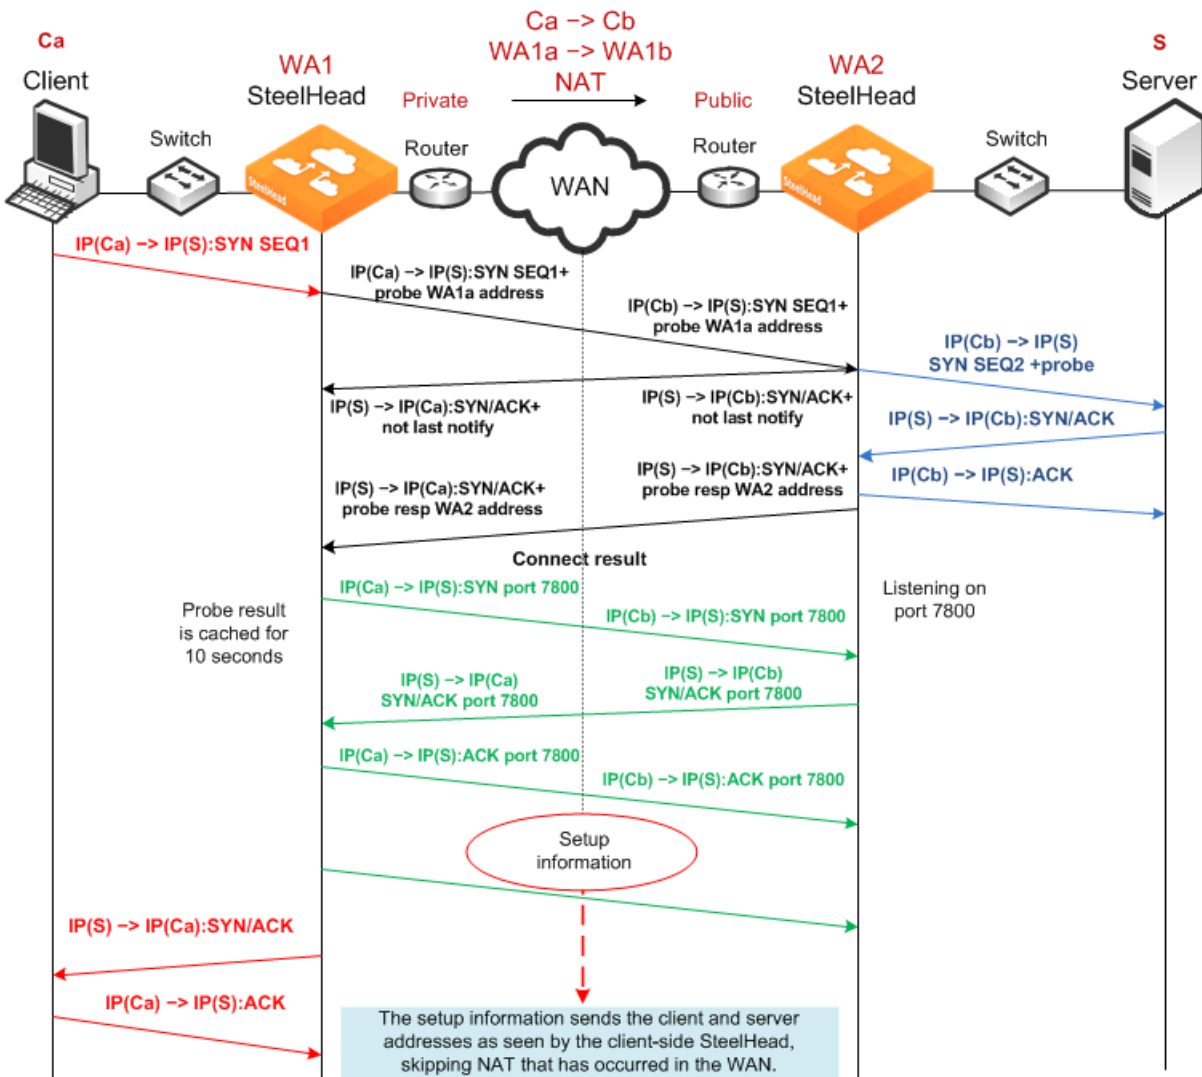 Ca -> Cb
WA1a -> WA1b
NAT
Ca
Client
WA1
SteelHead
WA2
SteelHead
S
Server
Private
Public
Switch
Router
Router
Switch
WAN
SteelHead
SteelHead
IP(Ca) -> IP(S):SYN SEQ1
IP(Ca) -> IP(S):SYN SEQ1+
probe WA1a address
IP(Cb) -> IP(S):SYN SEQ1+
probe WA1a address
IP(Cb) -> IP(S)
SYN SEQ2 +probe
IP(S) -> IP(Ca):SYN/ACK+
not last notify
IP(S) -> IP(Cb):SYN/ACK+
not last notify
IP(S) -> IP(Cb):SYN/ACK
IP(S) -> IP(Ca):SYN/ACK+
probe resp WA2 address
IP(S) -> IP(Cb):SYN/ACK+
probe resp WA2 address
IP(Cb) -> IP(S):ACK
Connect result
IP(Ca) -> IP(S):SYN port 7800
Probe result
is cached for
10 seconds
IP(Cb) -> IP(S):SYN port 7800
Listening on
port 7800
IP(S) -> IP(Ca)
SYN/ACK port 7800
IP(S) -> IP(Cb)
SYN/ACK port 7800
IP(Ca) -> IP(S):ACK port 7800
IP(Cb) -> IP(S):ACK port 7800
Setup
information
IP(S) -> IP(Ca):SYN/ACK
IP(Ca) -> IP(S):ACK
The setup information sends the client and server
addresses as seen by the client-side SteelHead,
skipping NAT that has occurred in the WAN.